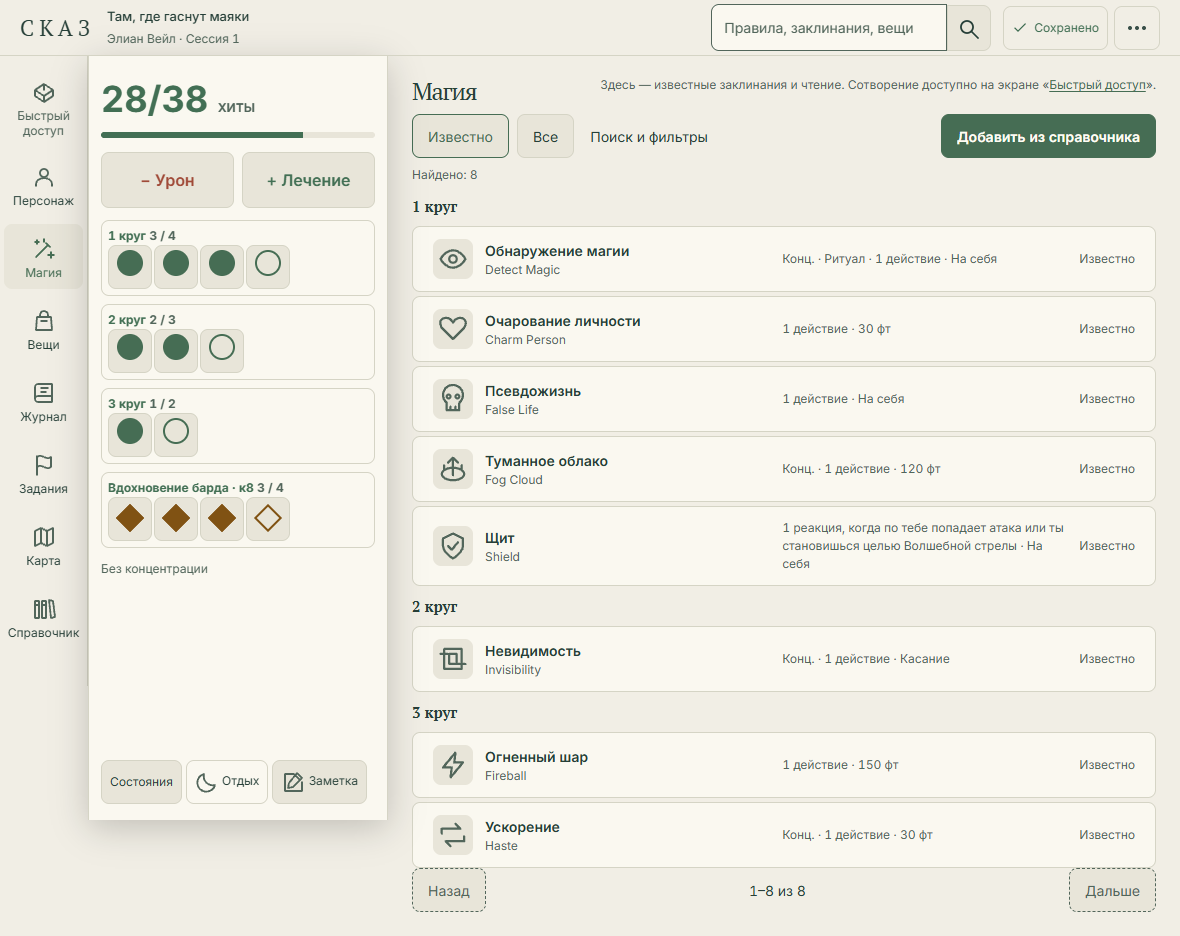 СКАЗ
Там, где гаснут маяки
Элиан Вейл · Сессия 1
Правила, заклинания, вещи
Сохранено
Быстрый
доступ
Персонаж
Магия
Вещи
Журнал
Задания
Карта
Справочник
28/38 хиты
− Урон
+ Лечение
1 круг 3 / 4
2 круг 2 / 3
3 круг 1 / 2
Вдохновение барда · к8 3 / 4
Без концентрации
Состояния
Отдых
Заметка
Магия
Здесь — известные заклинания и чтение. Сотворение доступно на экране «Быстрый доступ».
Известно
Все
Поиск и фильтры
Добавить из справочника
Найдено: 8
1 круг
Обнаружение магии
Detect Magic
Конц. · Ритуал · 1 действие · На себя
Известно
Очарование личности
Charm Person
1 действие · 30 фт
Известно
Псевдожизнь
False Life
1 действие · На себя
Известно
Туманное облако
Fog Cloud
Конц. · 1 действие · 120 фт
Известно
Щит
Shield
1 реакция, когда по тебе попадает атака или ты
становишься целью Волшебной стрелы · На
себя
Известно
2 круг
Невидимость
Invisibility
Конц. · 1 действие · Касание
Известно
3 круг
Огненный шар
Fireball
1 действие · 150 фт
Известно
Ускорение
Haste
Конц. · 1 действие · 30 фт
Известно
Назад
1–8 из 8
Дальше